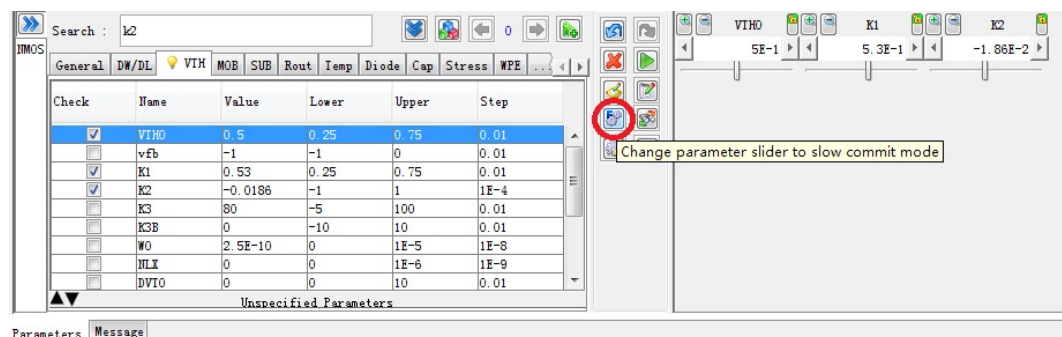 Search : k2 0
NMOS
General DW/DL VTH MOB SUB Rout Temp Diode Cap Stress WPE ...
Check Name Value Lower Upper Step
VTH0 0.5 0.25 0.75 0.01
vfb -1 -1 0 0.01
K1 0.53 0.25 0.75 0.01
K2 -0.0186 -1 1 1E-4
K3 80 -5 100 0.01
K3B 0 -10 10 0.01
W0 2.5E-10 0 1E-5 1E-8
NLX 0 0 1E-6 1E-9
DVT0 0 0 10 0.01
Unspecified Parameters
Parameters Message
VTH0 K1 K2
5E-1 5.3E-1 -1.86E-2
Change parameter slider to slow commit mode